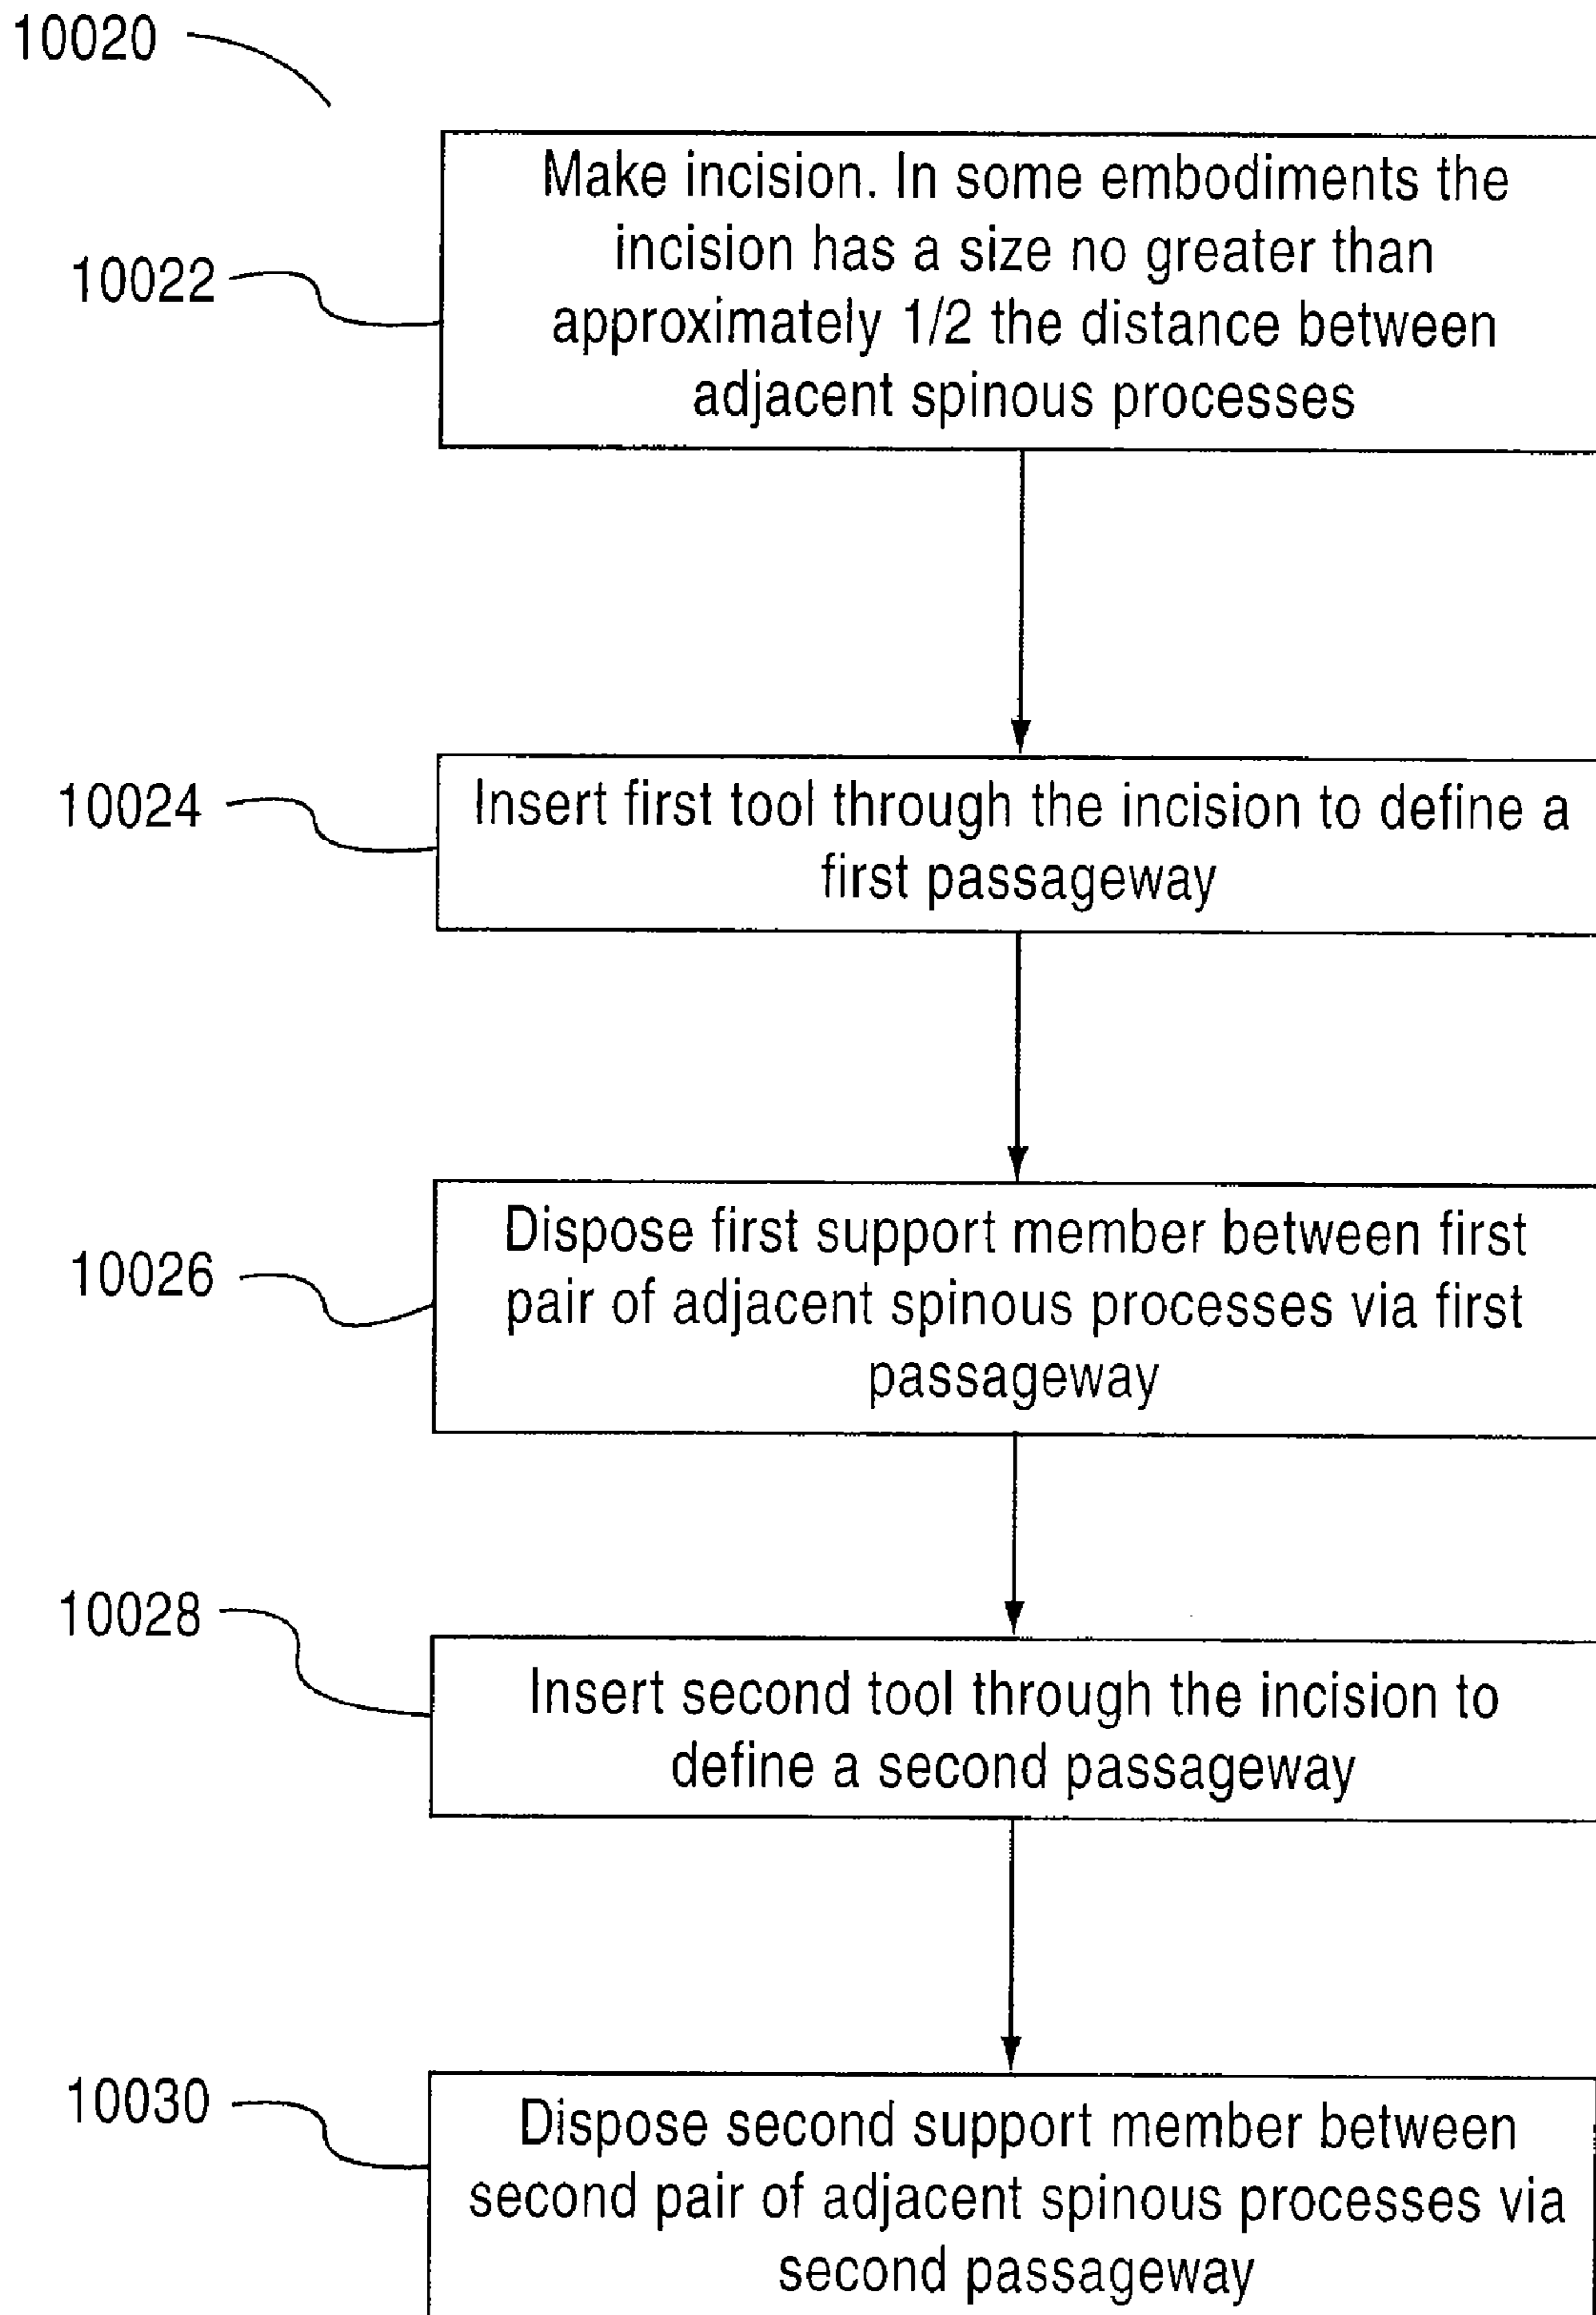 10020
10022
Make incision. In some embodiments the
incision has a size no greater than
approximately 1/2 the distance between
adjacent spinous processes
10024
Insert first tool through the incision to define a
first passageway
10026
Dispose first support member between first
pair of adjacent spinous processes via first
passageway
10028
Insert second tool through the incision to
define a second passageway
10030
Dispose second support member between
second pair of adjacent spinous processes via
second passageway